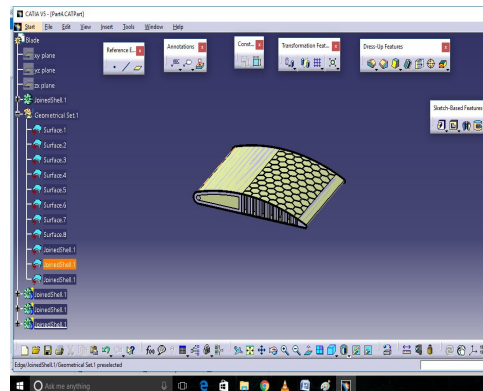 CATIA V5 - [Part4.CATPart]
Start File Edit View Insert Tools Window Help
Blade
xy plane
yz plane
zx plane
JoinedShell.1
Geometrical Set.1
Surface.1
Surface.2
Surface.3
Surface.4
Surface.5
Surface.6
Surface.7
Surface.8
JoinedShell.1
JoinedShell.1
JoinedShell.1
JoinedShell.1
JoinedShell.1
JoinedShell.1
Reference E...
Annotations
Const...
Transformation Feat...
Dress-Up Features
Sketch-Based Features
Edge/JoinedShell.1/Geometrical Set.1 preselected
Ask me anything